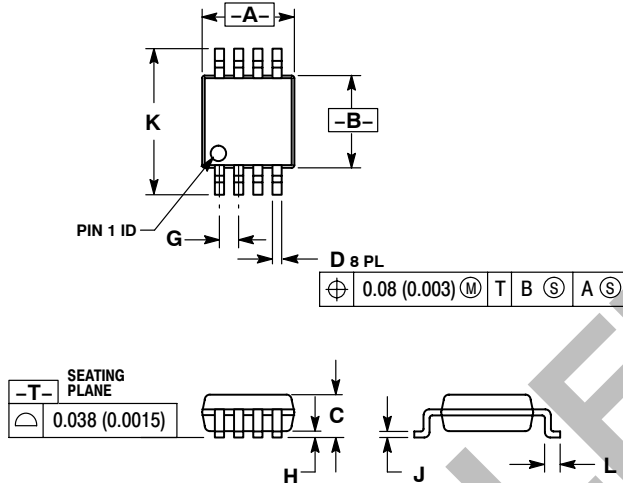 –A–
K
–B–
PIN 1 ID
G
D 8 PL
⌖ 0.08 (0.003) Ⓜ T B Ⓢ A Ⓢ
–T– SEATING PLANE
⌓ 0.038 (0.0015)
C
H
J
L